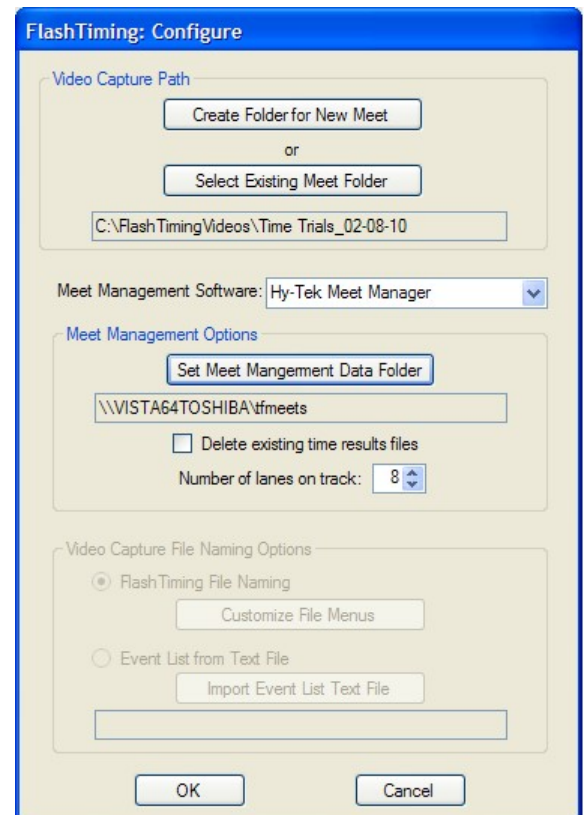 FlashTiming: Configure
Video Capture Path
Create Folder for New Meet
or
Select Existing Meet Folder
C:\FlashTimingVideos\Time Trials_02-08-10
Meet Management Software: Hy-Tek Meet Manager
Meet Management Options
Set Meet Mangement Data Folder
\\VISTA64TOSHIBA\tfmeets
Delete existing time results files
Number of lanes on track: 8
Video Capture File Naming Options
FlashTiming File Naming
Customize File Menus
Event List from Text File
Import Event List Text File
OK Cancel